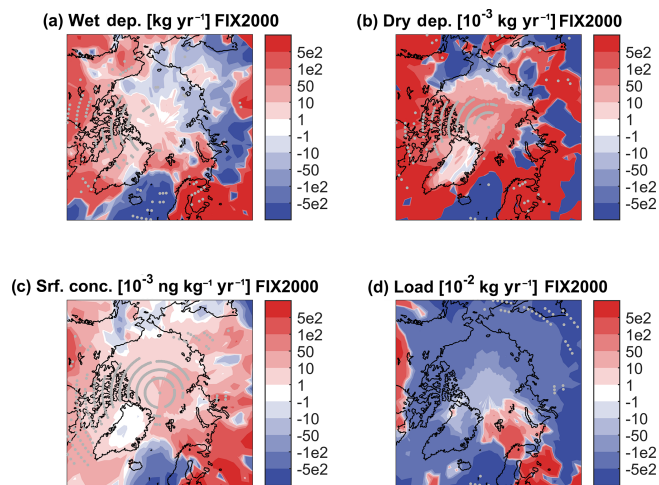 (a) Wet dep. [kg yr⁻¹] FIX2000
5e2
1e2
50
10
1
-1
-10
-50
-1e2
-5e2
(b) Dry dep. [10⁻³ kg yr⁻¹] FIX2000
5e2
1e2
50
10
1
-1
-10
-50
-1e2
-5e2
(c) Srf. conc. [10⁻³ ng kg⁻¹ yr⁻¹] FIX2000
5e2
1e2
50
10
1
-1
-10
-50
-1e2
-5e2
(d) Load [10⁻² kg yr⁻¹] FIX2000
5e2
1e2
50
10
1
-1
-10
-50
-1e2
-5e2